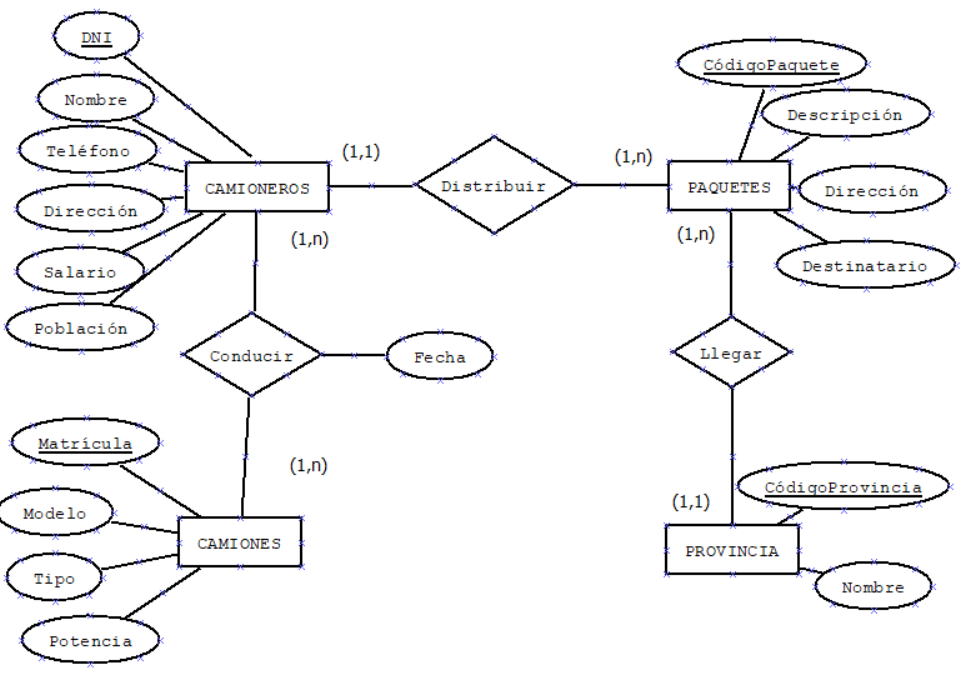 DNI
Nombre
Teléfono
Dirección
Salario
Población
CAMIONEROS
(1,1)
Distribuir
(1,n)
PAQUETES
CódigoPaquete
Descripción
Dirección
Destinatario
(1,n)
(1,n)
Conducir
Fecha
Llegar
Matrícula
Modelo
Tipo
Potencia
(1,n)
CAMIONES
(1,1)
CódigoProvincia
PROVINCIA
Nombre